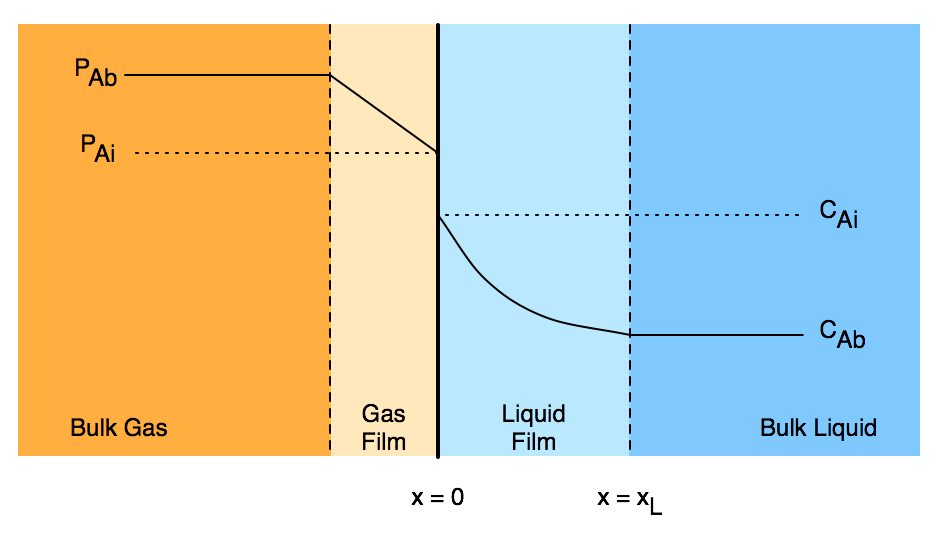 P_Ab
P_Ai
C_Ai
C_Ab
Bulk Gas
Gas
Film
Liquid
Film
Bulk Liquid
x = 0
x = x_L